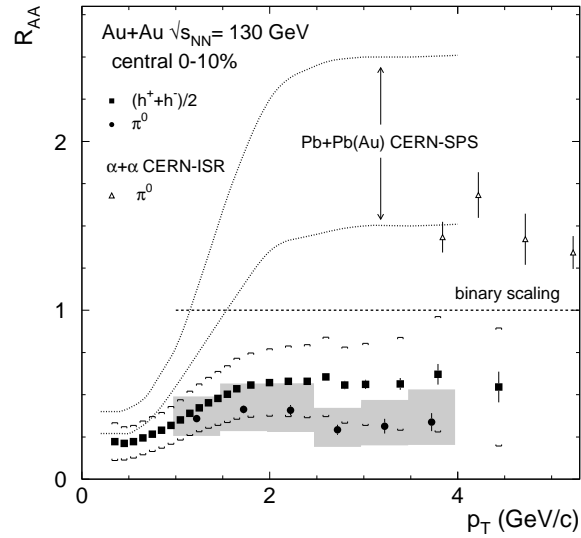 R_AA
Au+Au √s_NN= 130 GeV
central 0-10%
(h⁺+h⁻)/2
π⁰
α+α CERN-ISR
π⁰
Pb+Pb(Au) CERN-SPS
binary scaling
2
1
0
0 2 4
p_T (GeV/c)